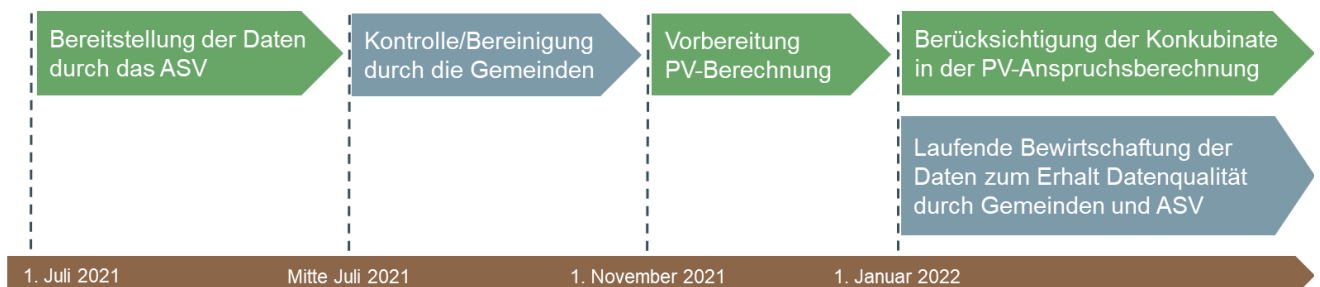 Bereitstellung der Daten
durch das ASV
Kontrolle/Bereinigung
durch die Gemeinden
Vorbereitung
PV-Berechnung
Berücksichtigung der Konkubinate
in der PV-Anspruchsberechnung
Laufende Bewirtschaftung der
Daten zum Erhalt Datenqualität
durch Gemeinden und ASV
1. Juli 2021
Mitte Juli 2021
1. November 2021
1. Januar 2022